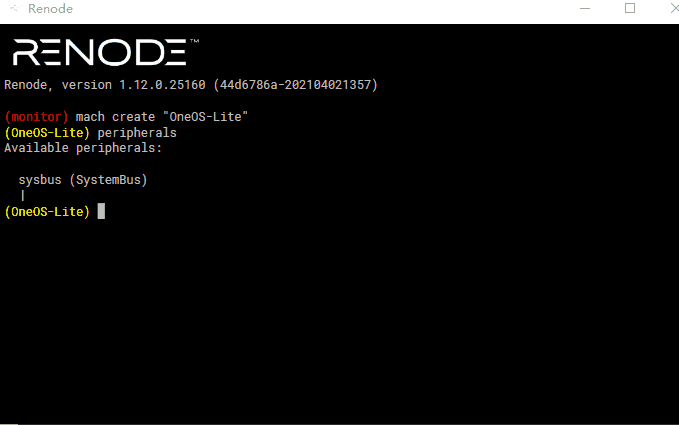 Renode
RENODE™
Renode, version 1.12.0.25160 (44d6786a-202104021357)
(monitor) mach create "OneOS-Lite"
(OneOS-Lite) peripherals
Available peripherals:
sysbus (SystemBus)
|
(OneOS-Lite)